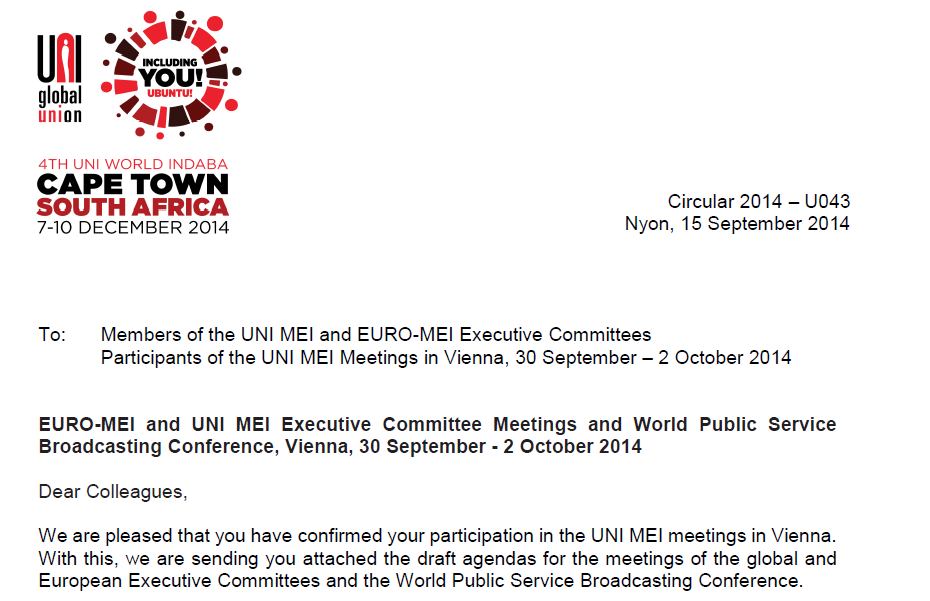 UNI
global
union
INCLUDING
YOU!
UBUNTU!
4TH UNI WORLD INDABA
CAPE TOWN
SOUTH AFRICA
7-10 DECEMBER 2014
Circular 2014 – U043
Nyon, 15 September 2014
To: Members of the UNI MEI and EURO-MEI Executive Committees
Participants of the UNI MEI Meetings in Vienna, 30 September – 2 October 2014
EURO-MEI and UNI MEI Executive Committee Meetings and World Public Service
Broadcasting Conference, Vienna, 30 September - 2 October 2014
Dear Colleagues,
We are pleased that you have confirmed your participation in the UNI MEI meetings in Vienna.
With this, we are sending you attached the draft agendas for the meetings of the global and
European Executive Committees and the World Public Service Broadcasting Conference.